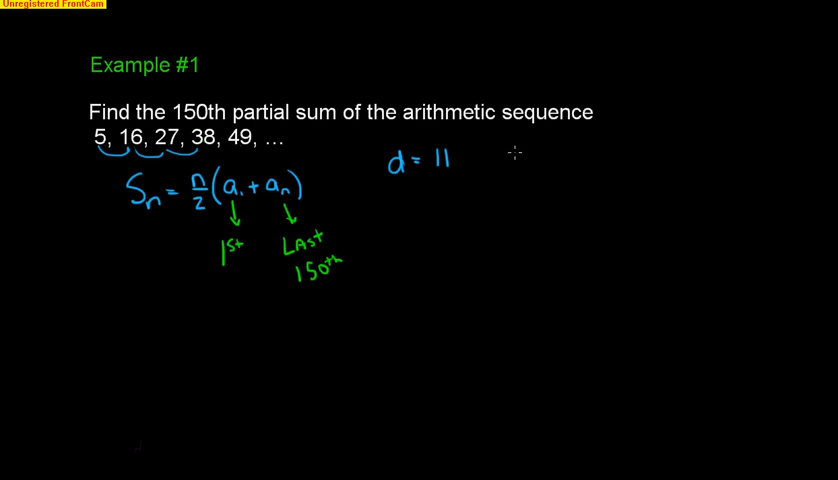 Unregistered FrontCam
Example #1
Find the 150th partial sum of the arithmetic sequence
5, 16, 27, 38, 49, …
d = 11
Sn = n/2 (a1 + an)
1st Last
150th